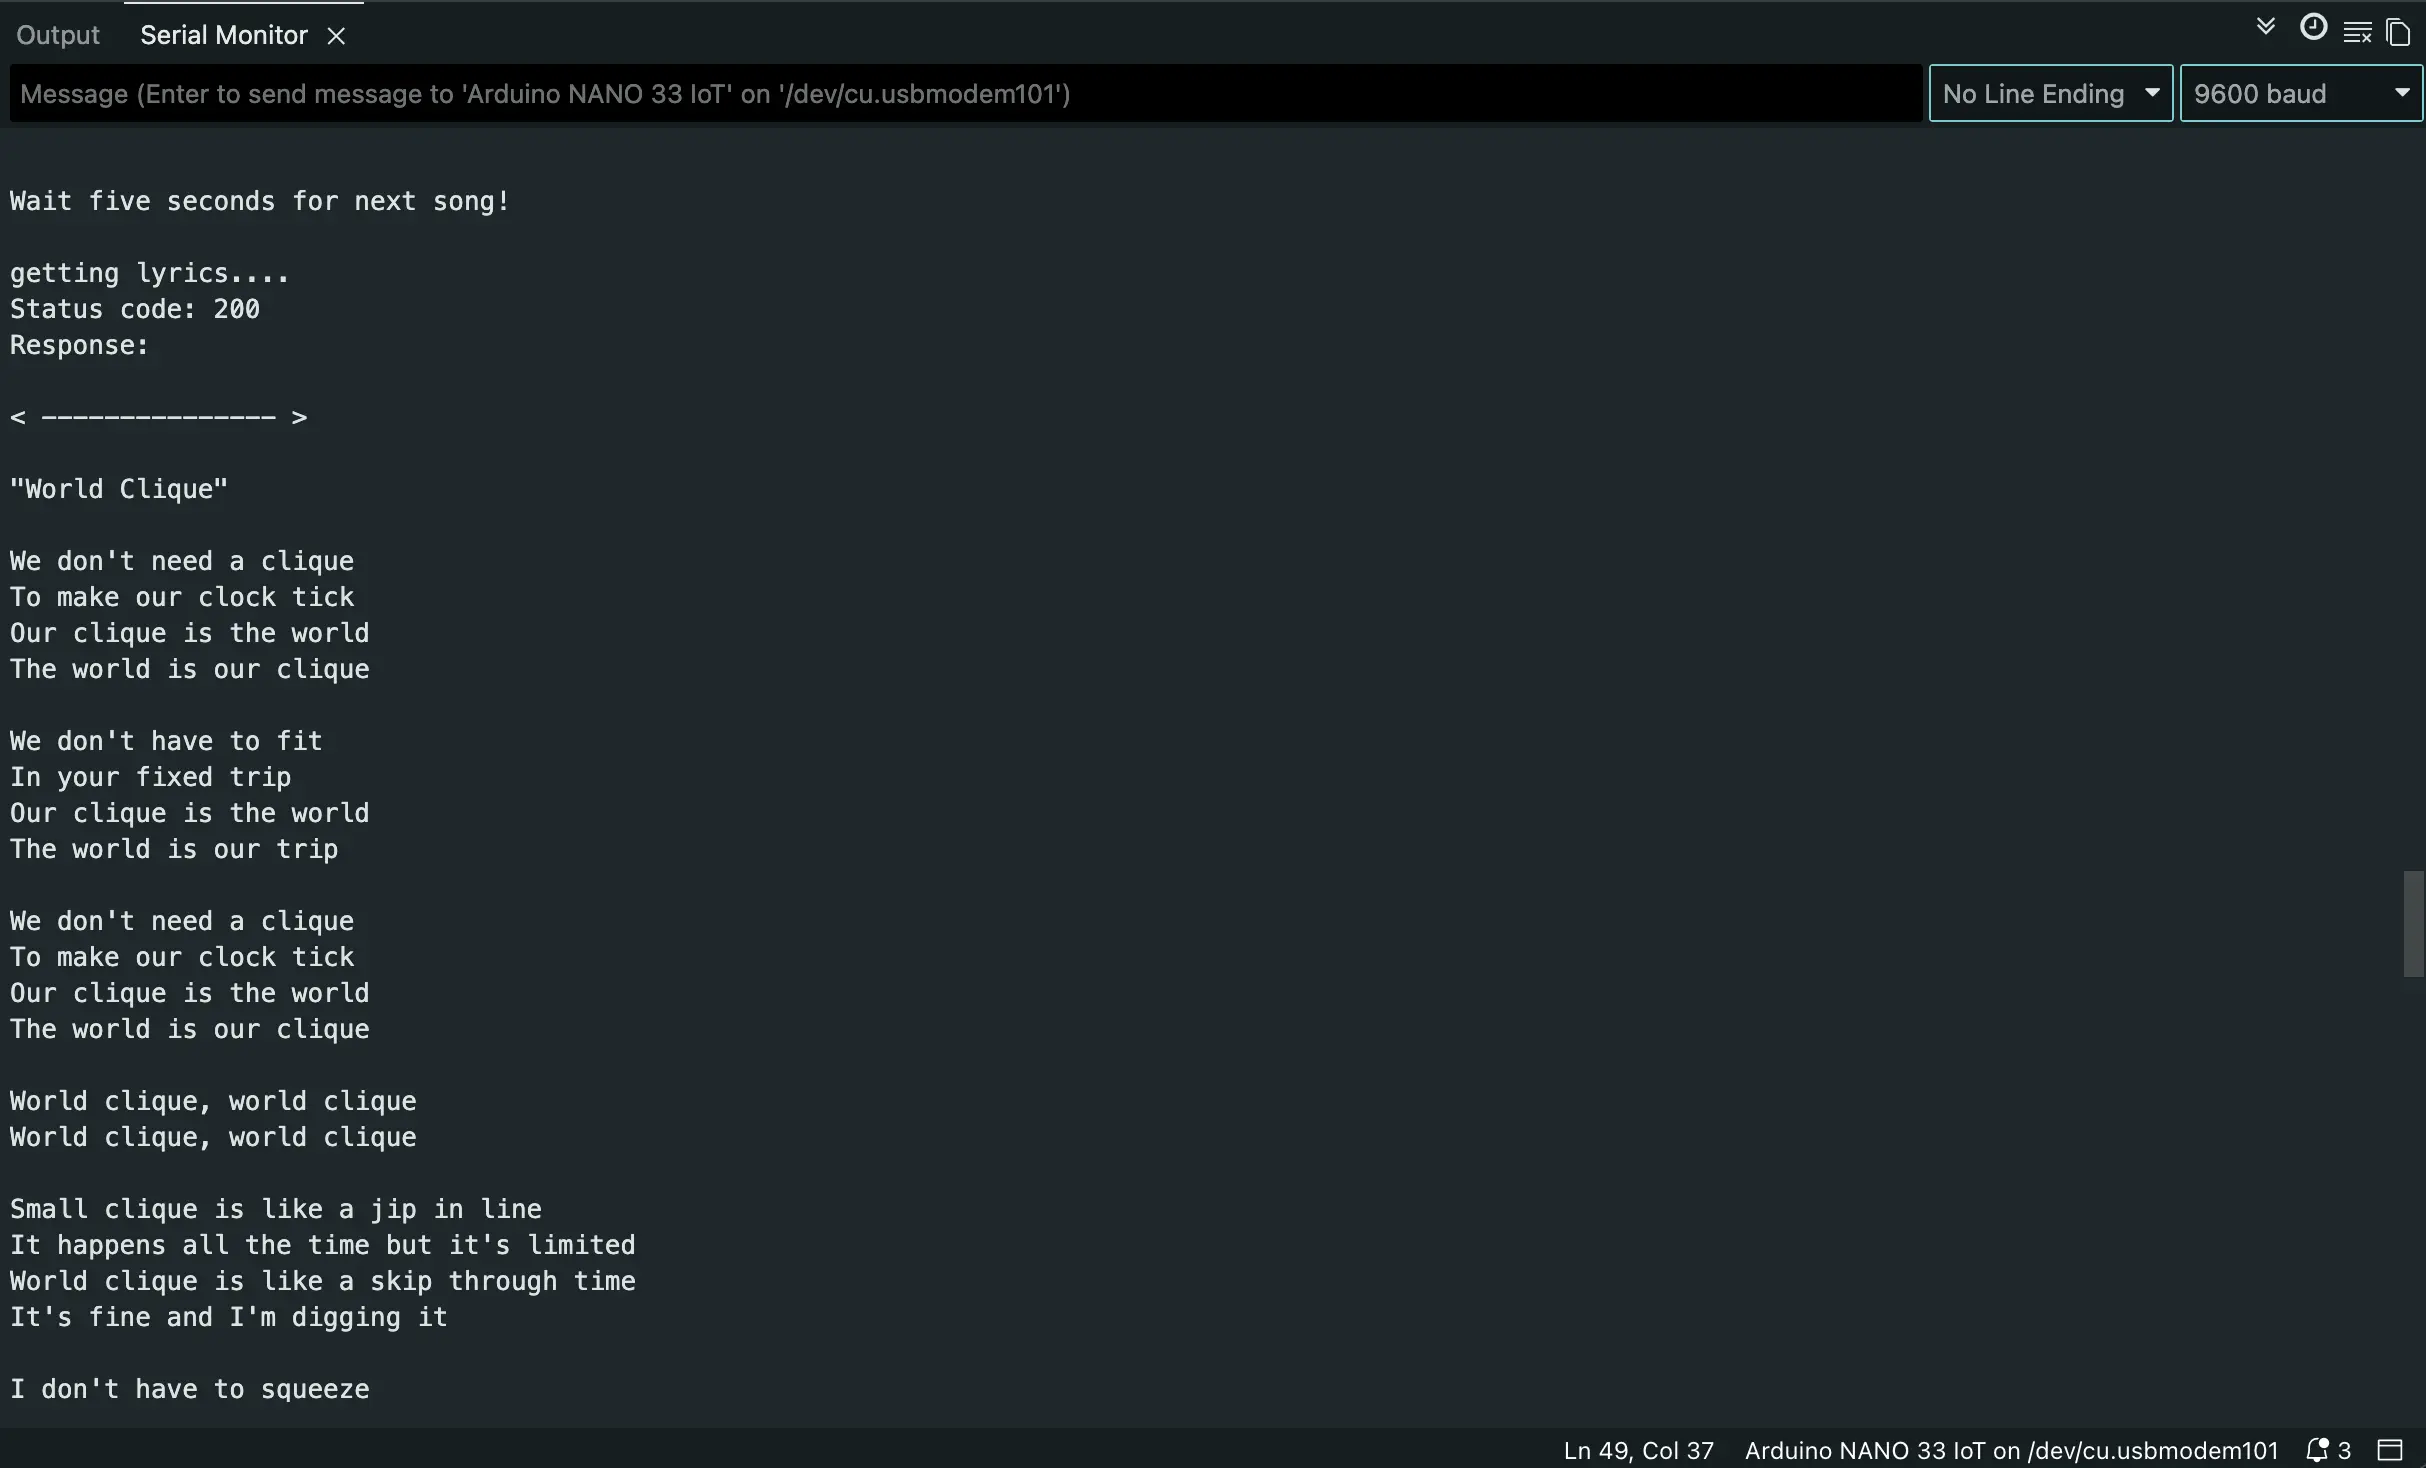 Output Serial Monitor
Message (Enter to send message to 'Arduino NANO 33 IoT' on '/dev/cu.usbmodem101') No Line Ending 9600 baud
Wait five seconds for next song!
getting lyrics....
Status code: 200
Response:
< --------------- >
"World Clique"
We don't need a clique
To make our clock tick
Our clique is the world
The world is our clique
We don't have to fit
In your fixed trip
Our clique is the world
The world is our trip
We don't need a clique
To make our clock tick
Our clique is the world
The world is our clique
World clique, world clique
World clique, world clique
Small clique is like a jip in line
It happens all the time but it's limited
World clique is like a skip through time
It's fine and I'm digging it
I don't have to squeeze
Ln 49, Col 37 Arduino NANO 33 IoT on /dev/cu.usbmodem101 3